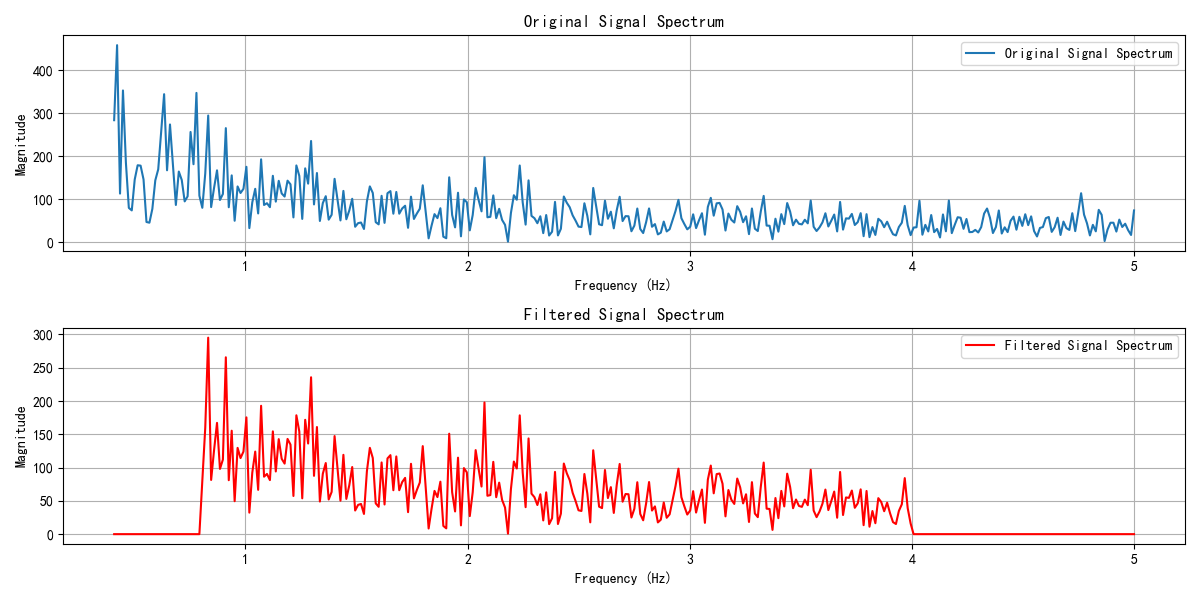 Original Signal Spectrum
Original Signal Spectrum
Magnitude
400
300
200
100
0
1
2
3
4
5
Frequency (Hz)
Filtered Signal Spectrum
Filtered Signal Spectrum
Magnitude
300
250
200
150
100
50
0
1
2
3
4
5
Frequency (Hz)